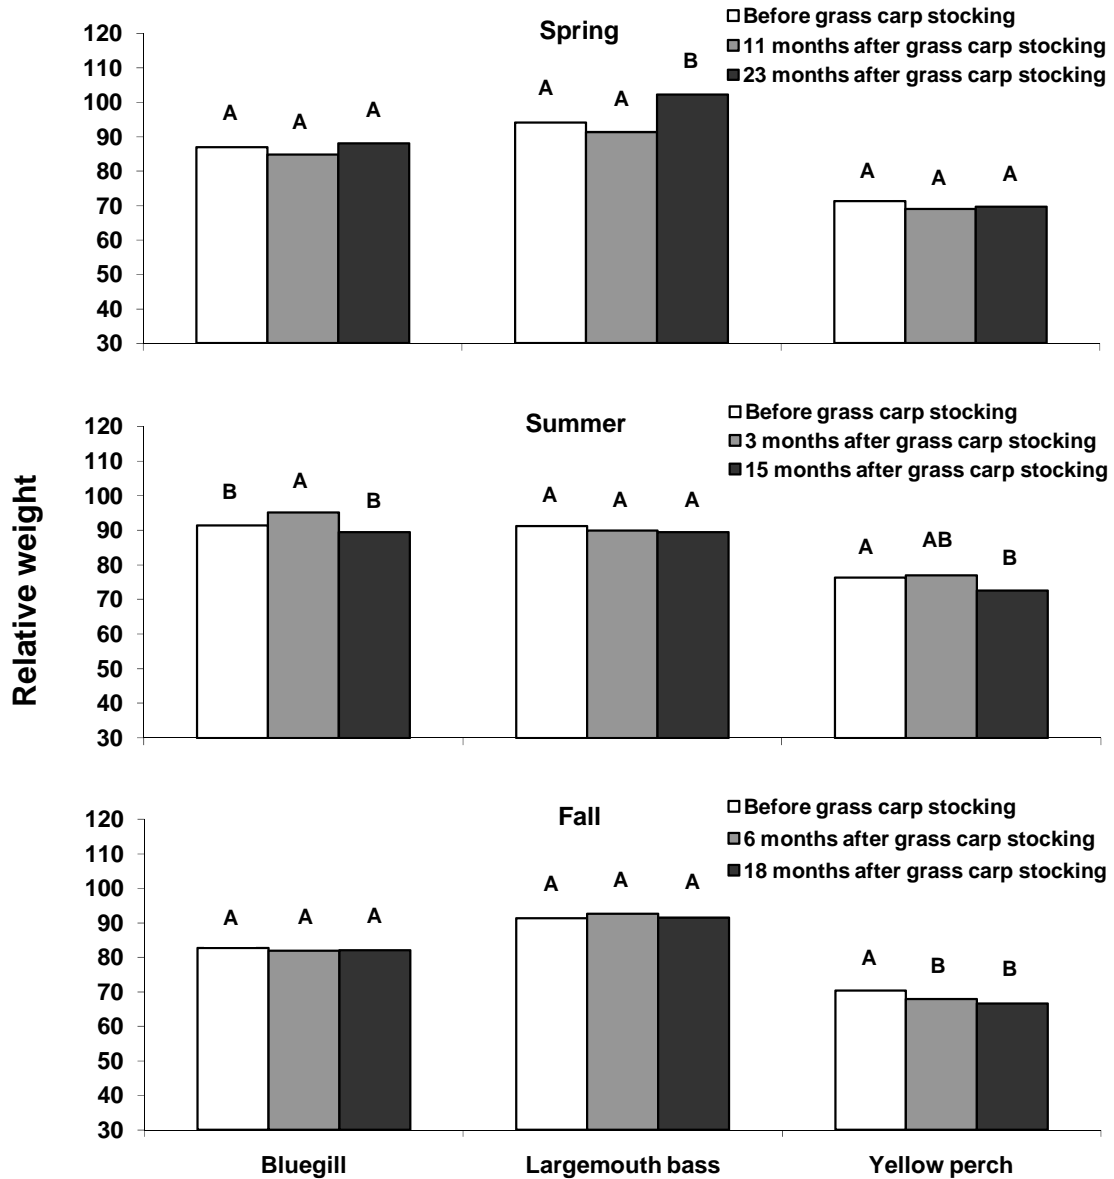 Spring
Before grass carp stocking
11 months after grass carp stocking
23 months after grass carp stocking
120
110
100
90
80
70
60
50
40
30
A A A
A A B
A A A
Relative weight
Summer
Before grass carp stocking
3 months after grass carp stocking
15 months after grass carp stocking
120
110
100
90
80
70
60
50
40
30
B A B
A A A
A AB B
Fall
Before grass carp stocking
6 months after grass carp stocking
18 months after grass carp stocking
120
110
100
90
80
70
60
50
40
30
A A A
A A A
A B B
Bluegill Largemouth bass Yellow perch